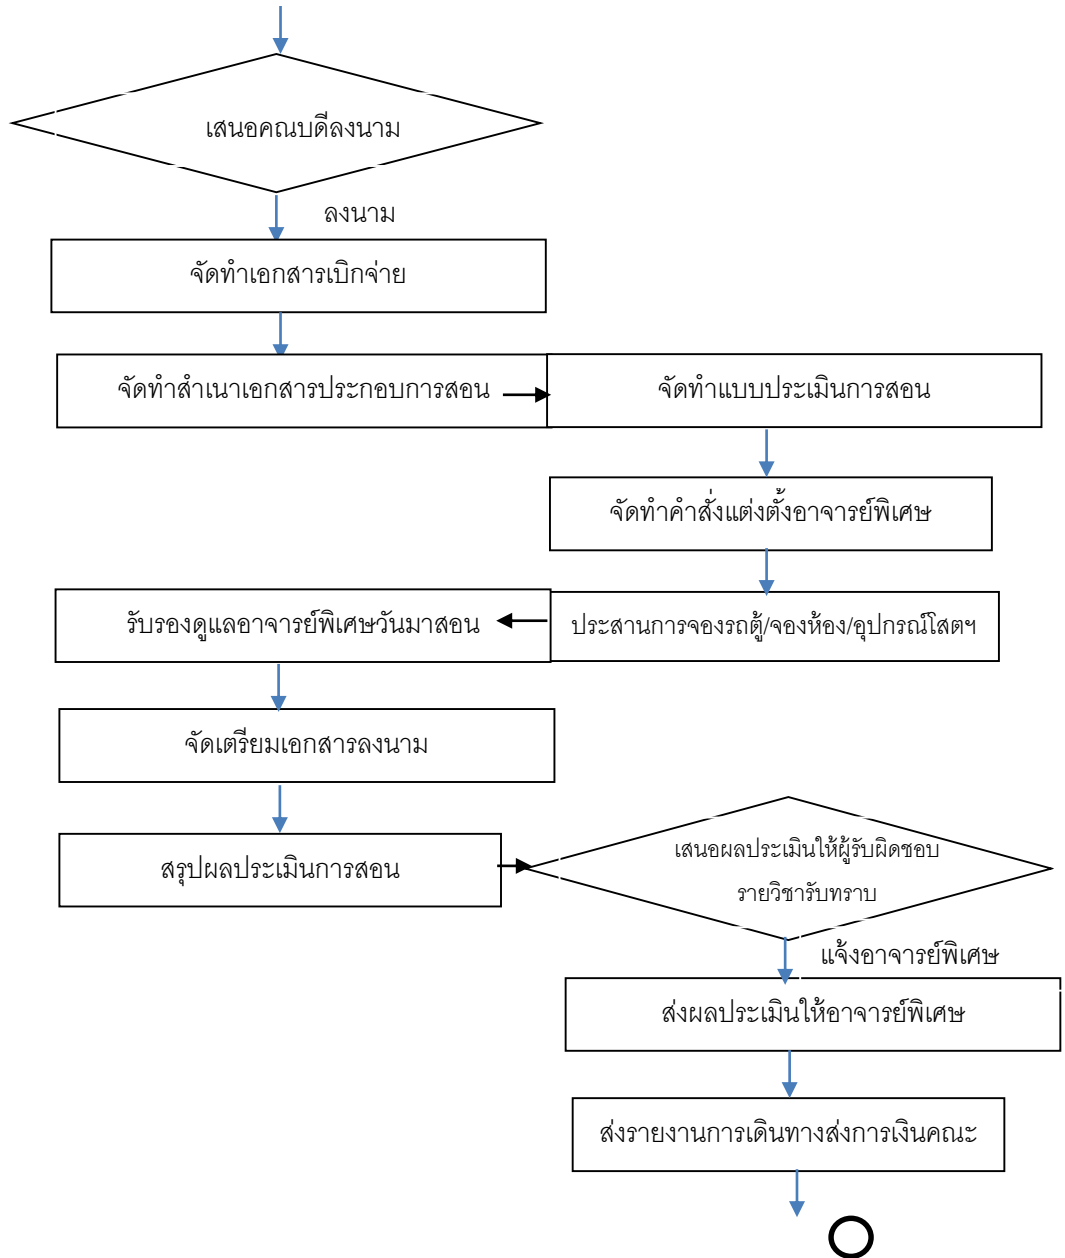 เสนอคณบดีลงนาม
ลงนาม
จัดทำเอกสารเบิกจ่าย
จัดทำสำเนาเอกสารประกอบการสอน
จัดทำแบบประเมินการสอน
จัดทำคำสั่งแต่งตั้งอาจารย์พิเศษ
ประสานการจองรถตู้/จองห้อง/อุปกรณ์โสตฯ
รับรองดูแลอาจารย์พิเศษวันมาสอน
จัดเตรียมเอกสารลงนาม
สรุปผลประเมินการสอน
เสนอผลประเมินให้ผู้รับผิดชอบ
รายวิชารับทราบ
แจ้งอาจารย์พิเศษ
ส่งผลประเมินให้อาจารย์พิเศษ
ส่งรายงานการเดินทางส่งการเงินคณะ